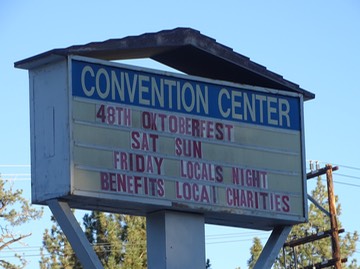 CONVENTION CENTER
48TH OKTOBERFEST
SAT SUN
FRIDAY LOCALS NIGHT
BENEFITS LOCAL CHARITIES